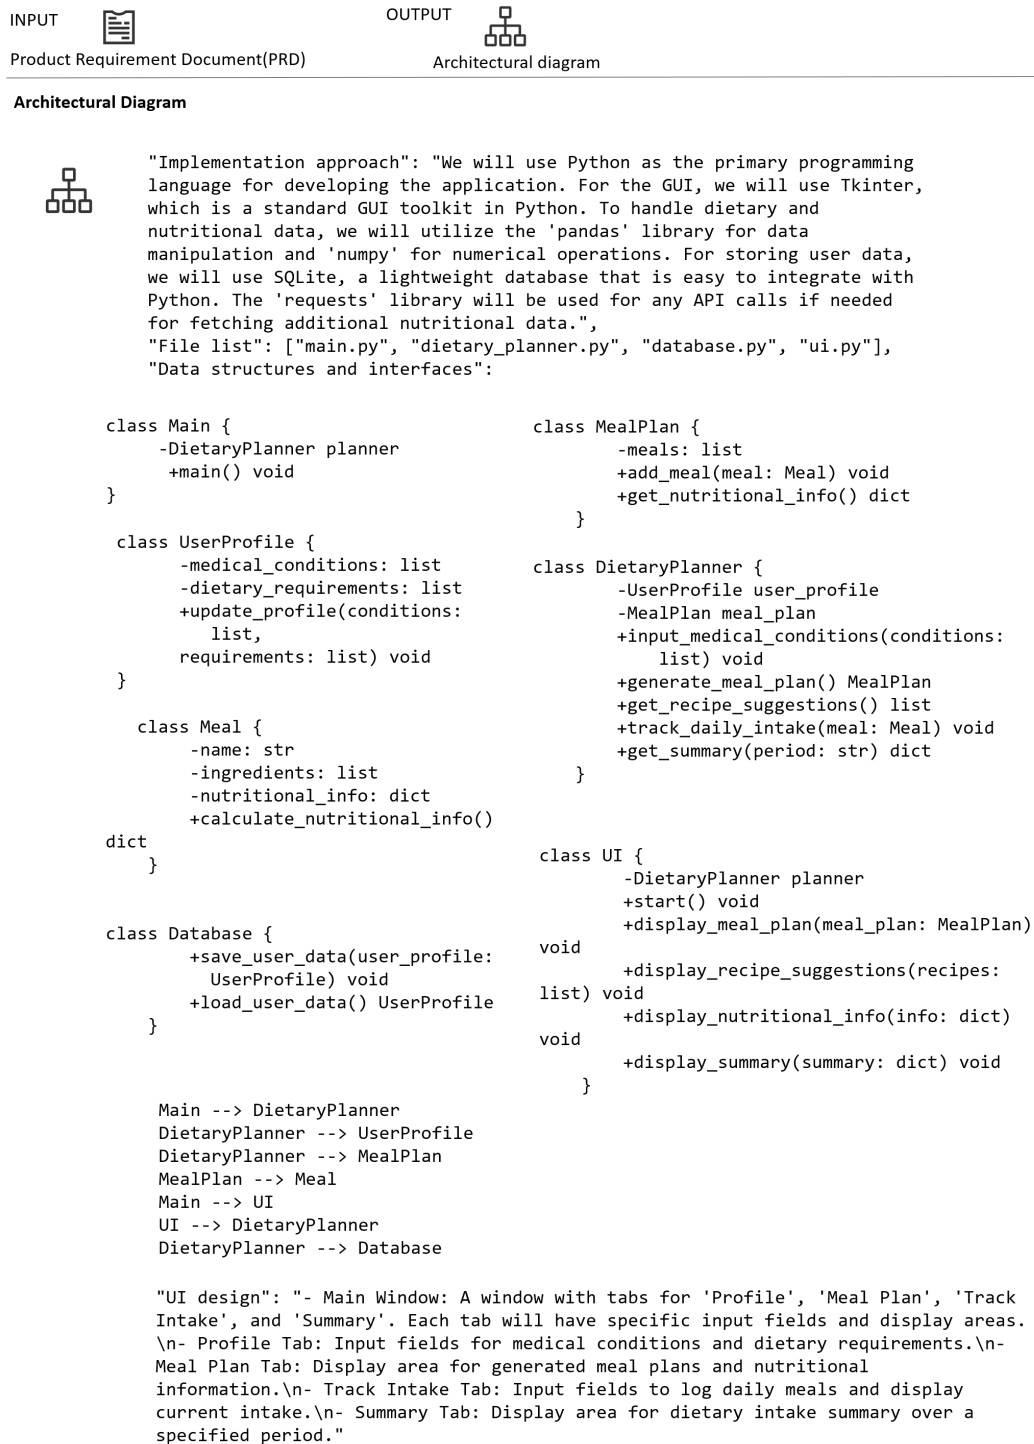 INPUT
OUTPUT
Product Requirement Document(PRD)
Architectural diagram
Architectural Diagram
"Implementation approach": "We will use Python as the primary programming
language for developing the application. For the GUI, we will use Tkinter,
which is a standard GUI toolkit in Python. To handle dietary and
nutritional data, we will utilize the 'pandas' library for data
manipulation and 'numpy' for numerical operations. For storing user data,
we will use SQLite, a lightweight database that is easy to integrate with
Python. The 'requests' library will be used for any API calls if needed
for fetching additional nutritional data.",
"File list": ["main.py", "dietary_planner.py", "database.py", "ui.py"],
"Data structures and interfaces":
class Main {
-DietaryPlanner planner
+main() void
}
class UserProfile {
-medical_conditions: list
-dietary_requirements: list
+update_profile(conditions:
list,
requirements: list) void
}
class Meal {
-name: str
-ingredients: list
-nutritional_info: dict
+calculate_nutritional_info()
dict
}
class Database {
+save_user_data(user_profile:
UserProfile) void
+load_user_data() UserProfile
}
class MealPlan {
-meals: list
+add_meal(meal: Meal) void
+get_nutritional_info() dict
}
class DietaryPlanner {
-UserProfile user_profile
-MealPlan meal_plan
+input_medical_conditions(conditions:
list) void
+generate_meal_plan() MealPlan
+get_recipe_suggestions() list
+track_daily_intake(meal: Meal) void
+get_summary(period: str) dict
}
class UI {
-DietaryPlanner planner
+start() void
+display_meal_plan(meal_plan: MealPlan)
void
+display_recipe_suggestions(recipes:
list) void
+display_nutritional_info(info: dict)
void
+display_summary(summary: dict) void
}
Main --> DietaryPlanner
DietaryPlanner --> UserProfile
DietaryPlanner --> MealPlan
MealPlan --> Meal
Main --> UI
UI --> DietaryPlanner
DietaryPlanner --> Database
"UI design": "- Main Window: A window with tabs for 'Profile', 'Meal Plan', 'Track
Intake', and 'Summary'. Each tab will have specific input fields and display areas.
\n- Profile Tab: Input fields for medical conditions and dietary requirements.\n-
Meal Plan Tab: Display area for generated meal plans and nutritional
information.\n- Track Intake Tab: Input fields to log daily meals and display
current intake.\n- Summary Tab: Display area for dietary intake summary over a
specified period."